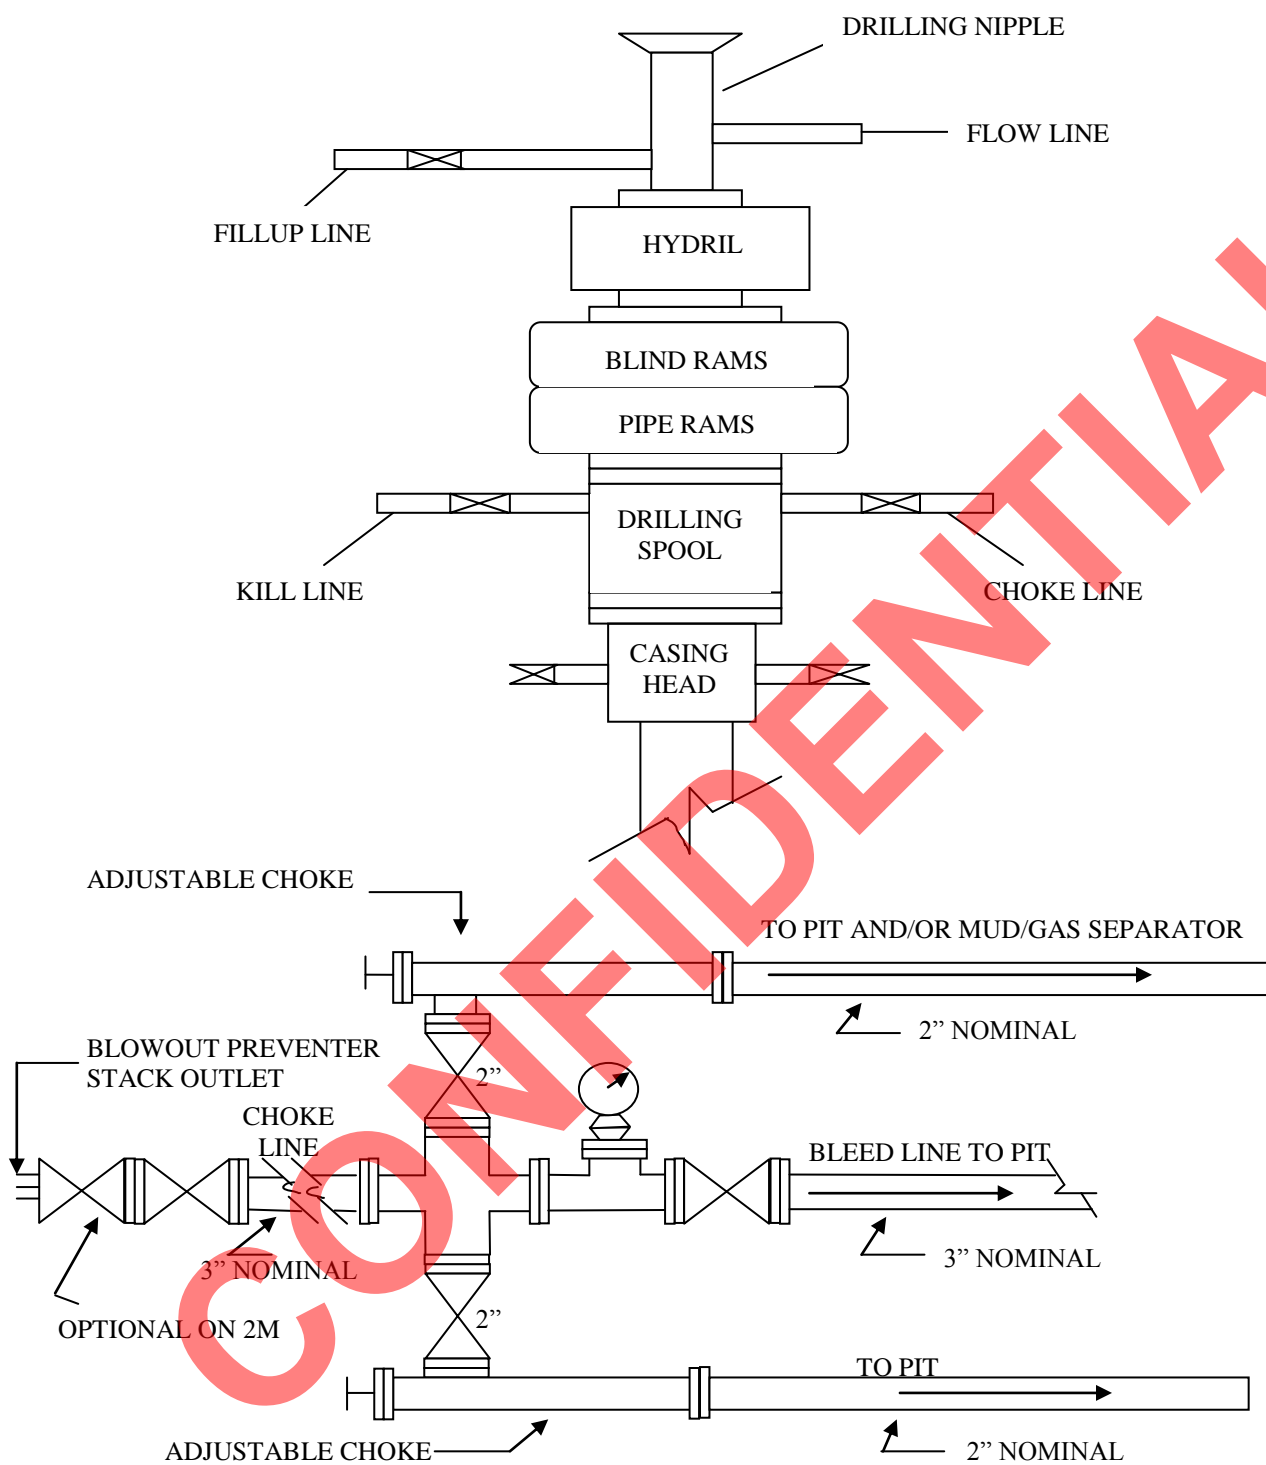 DRILLING NIPPLE
FLOW LINE
FILLUP LINE
HYDRIL
BLIND RAMS
PIPE RAMS
DRILLING
SPOOL
KILL LINE
CHOKE LINE
CASING
HEAD
ADJUSTABLE CHOKE
TO PIT AND/OR MUD/GAS SEPARATOR
2” NOMINAL
BLOWOUT PREVENTER
STACK OUTLET
2”
CHOKE
LINE
BLEED LINE TO PIT
3” NOMINAL
3” NOMINAL
OPTIONAL ON 2M
2”
TO PIT
ADJUSTABLE CHOKE
2” NOMINAL
CONFIDENTIAL